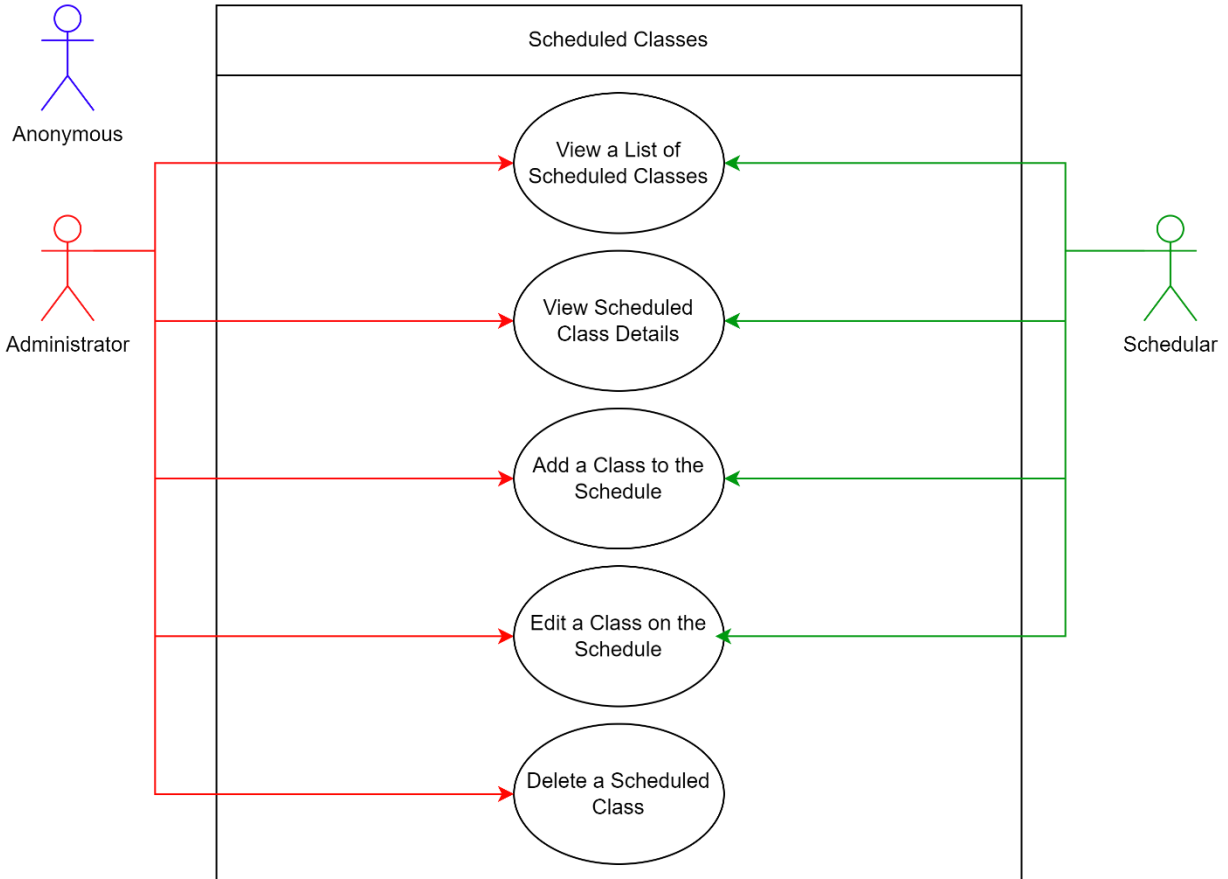 Scheduled Classes
Anonymous
View a List of
Scheduled Classes
Administrator
View Scheduled
Class Details
Schedular
Add a Class to the
Schedule
Edit a Class on the
Schedule
Delete a Scheduled
Class